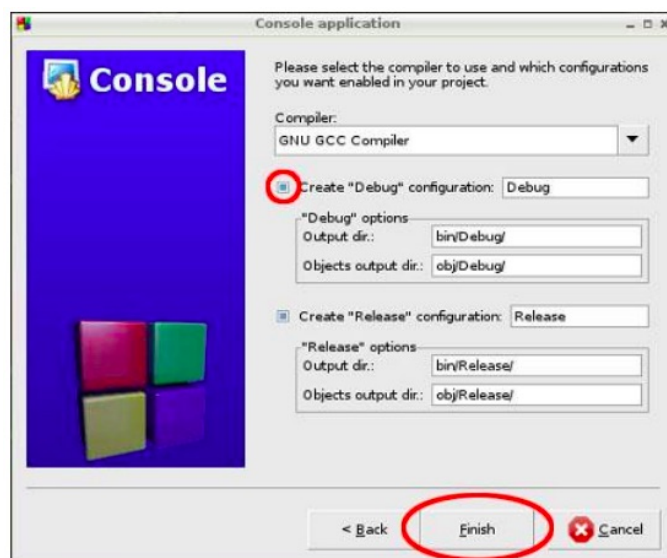 Console application
Console
Please select the compiler to use and which configurations
you want enabled in your project.
Compiler:
GNU GCC Compiler
Create "Debug" configuration: Debug
"Debug" options
Output dir.: bin/Debug/
Objects output dir.: obj/Debug/
Create "Release" configuration: Release
"Release" options
Output dir.: bin/Release/
Objects output dir.: obj/Release/
< Back Finish Cancel